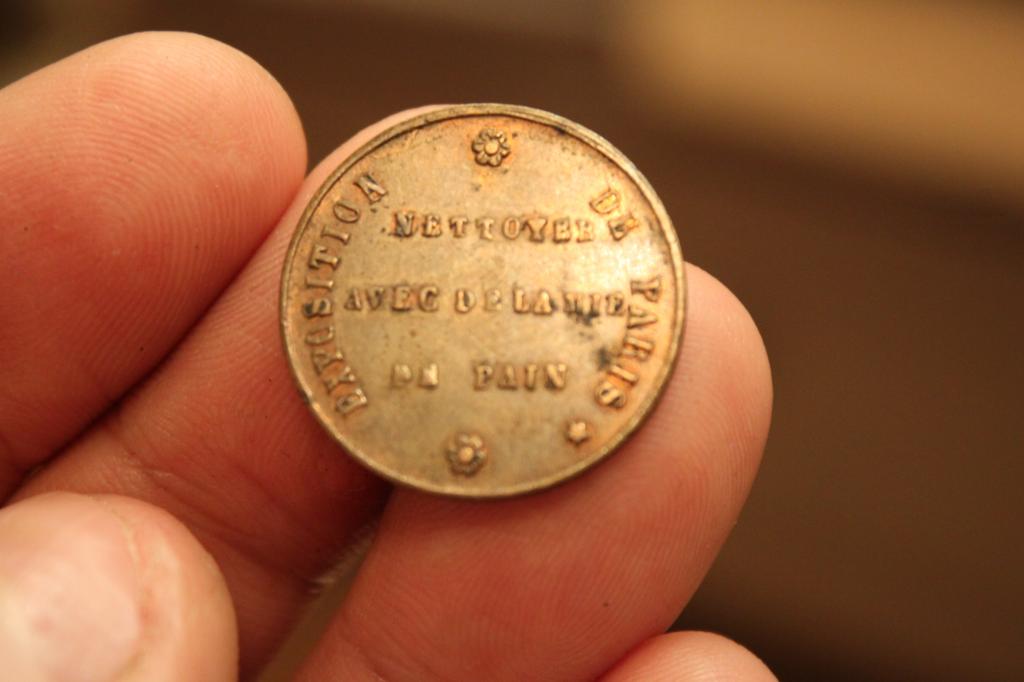 EXPOSITION DE PARIS
NETTOYER
AVEC DE LA MIE
DE PAIN